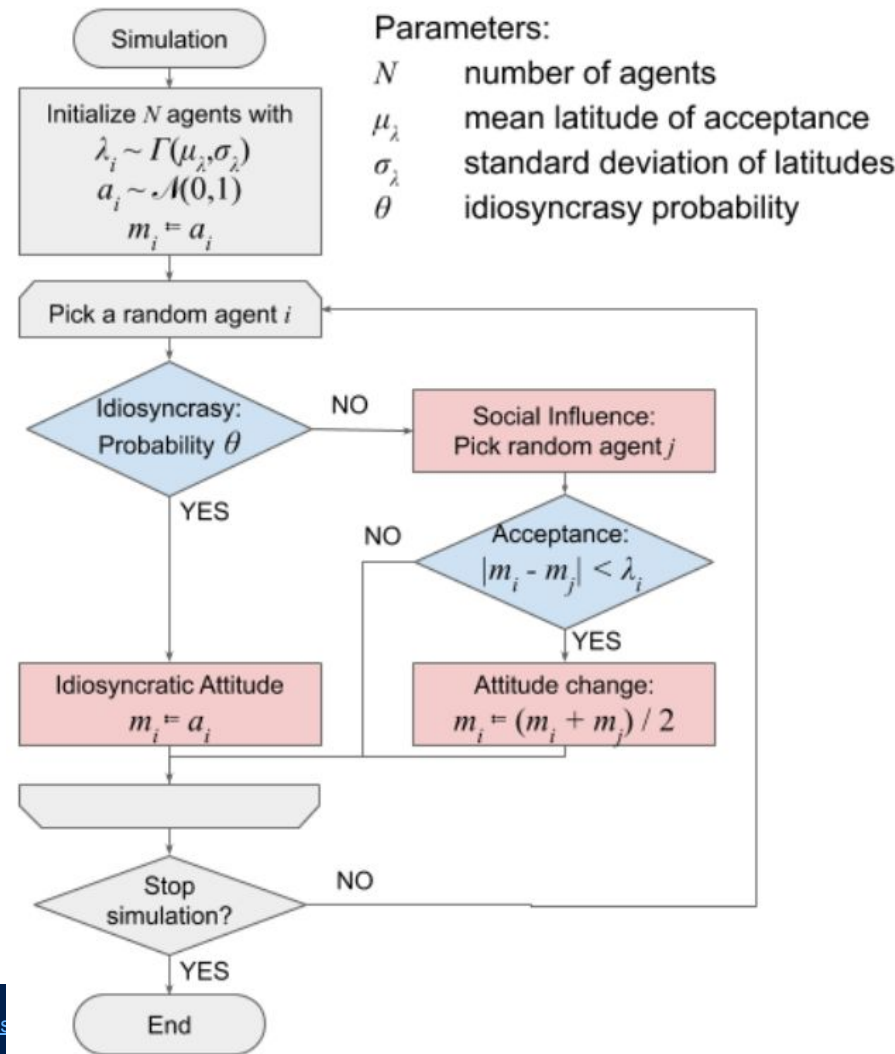 Simulation
Parameters:
N number of agents
μ_λ mean latitude of acceptance
σ_λ standard deviation of latitudes
θ idiosyncrasy probability
Initialize N agents with
λ_i ~ Γ(μ_λ,σ_λ)
a_i ~ 𝒩(0,1)
m_i ≔ a_i
Pick a random agent i
Idiosyncrasy:
Probability θ
NO
YES
Social Influence:
Pick random agent j
Acceptance:
|m_i - m_j| < λ_i
NO
YES
Idiosyncratic Attitude
m_i ≔ a_i
Attitude change:
m_i ≔ (m_i + m_j) / 2
Stop
simulation?
NO
YES
End